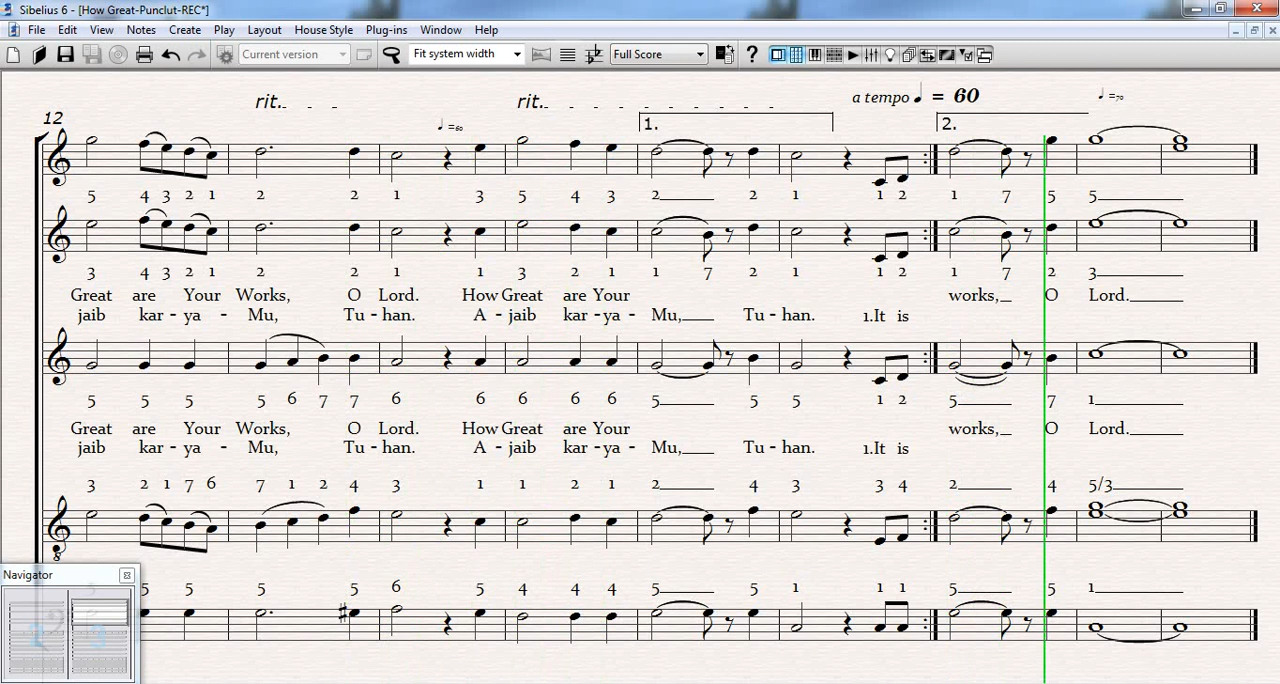 Sibelius 6 - [How Great-Punclut-REC*]
File Edit View Notes Create Play Layout House Style Plug-ins Window Help
Current version Fit system width Full Score
rit. rit. a tempo ♩ = 60 ♩ =70
12 ♩ =60 1. 2.
5 4 3 2 1 2 2 1 3 5 4 3 2 2 1 1 2 1 7 5 5
3 4 3 2 1 2 2 1 1 3 2 1 1 7 2 1 1 2 1 7 2 3
Great are Your Works, O Lord. How Great are Your works, O Lord.
jaib kar - ya - Mu, Tu - han. A - jaib kar - ya - Mu, Tu - han. 1.It is
5 5 5 5 6 7 7 6 6 6 6 6 5 5 5 1 2 5 7 1
Great are Your Works, O Lord. How Great are Your works, O Lord.
jaib kar - ya - Mu, Tu - han. A - jaib kar - ya - Mu, Tu - han. 1.It is
3 2 1 7 6 7 1 2 4 3 1 1 2 1 2 4 3 3 4 2 4 5/3
8
Navigator
5 5 5 5 6 5 4 4 4 5 5 1 1 1 5 5 1